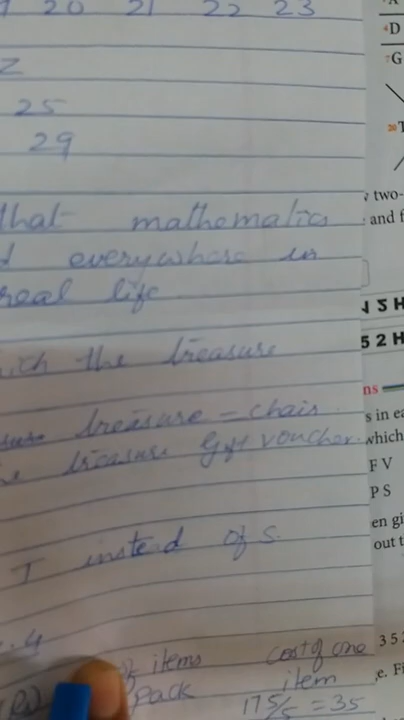 20 21 22 23
Z
25
29
that mathematics
everywhere in
real life
the treasure
treasure - chair
treasure Gift voucher.
I insted of S.
items cost of one
pack item
175/5 = 35
D
G
two-
and f
5 2 H
ns
s in ea
which
F V
P S
en gi
out t
3 5
e. Fi